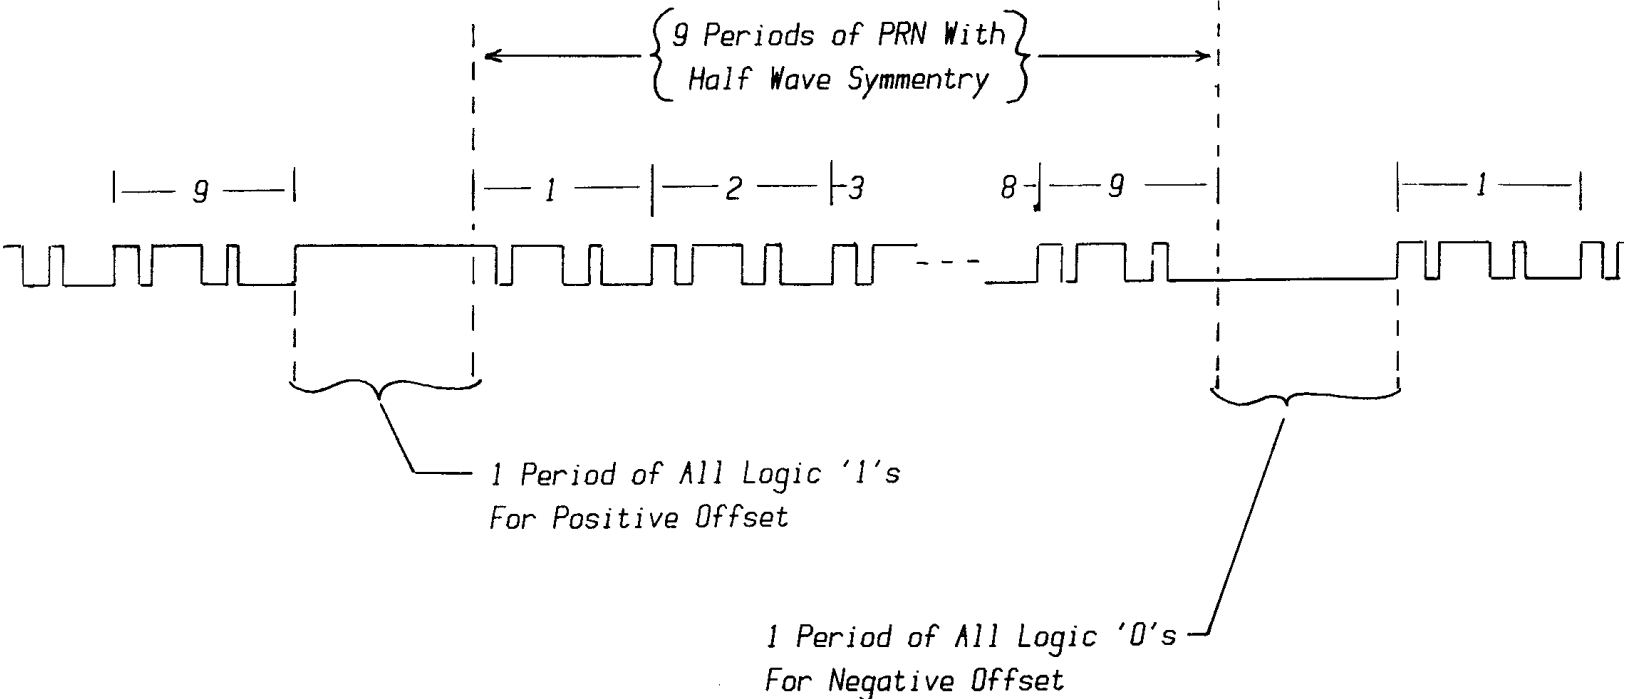 9 Periods of PRN With
Half Wave Symmentry
9 1 2 3 8 9 1
1 Period of All Logic '1's
For Positive Offset
1 Period of All Logic '0's
For Negative Offset